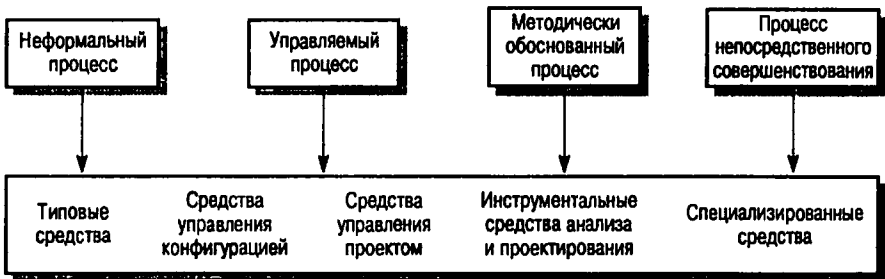 Неформальный
процесс
Управляемый
процесс
Методически
обоснованный
процесс
Процесс
непосредственного
совершенствования
Типовые
средства
Средства
управления
конфигурацией
Средства
управления
проектом
Инструментальные
средства анализа
и проектирования
Специализированные
средства